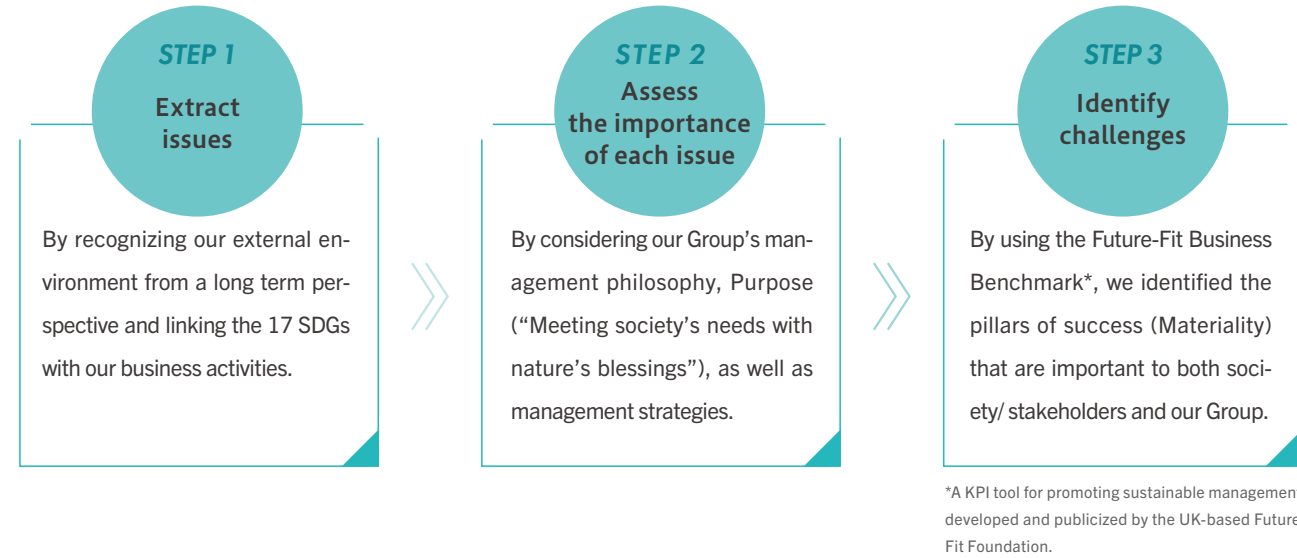 STEP 1
Extract
issues
By recognizing our external en-
vironment from a long term per-
spective and linking the 17 SDGs
with our business activities.
STEP 2
Assess
the importance
of each issue
By considering our Group’s man-
agement philosophy, Purpose
(“Meeting society’s needs with
nature’s blessings”), as well as
management strategies.
STEP 3
Identify
challenges
By using the Future-Fit Business
Benchmark*, we identified the
pillars of success (Materiality)
that are important to both soci-
ety/ stakeholders and our Group.
*A KPI tool for promoting sustainable management
developed and publicized by the UK-based Future
Fit Foundation.